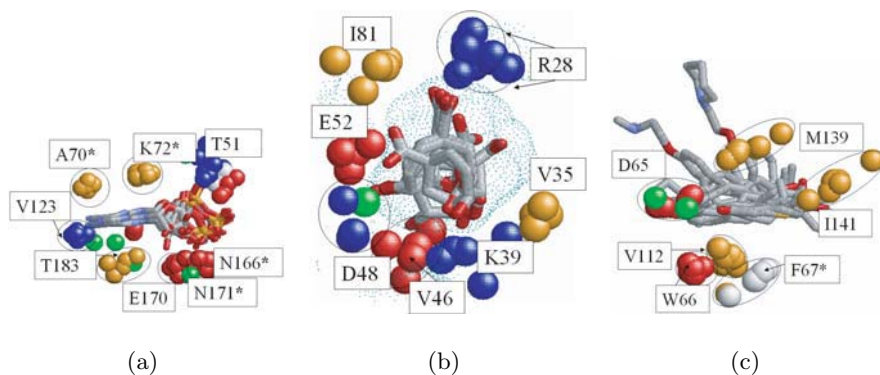 A70*
K72*
T51
V123
T183
E170
N166*
N171*
(a)
I81
R28
E52
V35
D48
V46
K39
(b)
M139
D65
I141
V112
W66
F67*
(c)